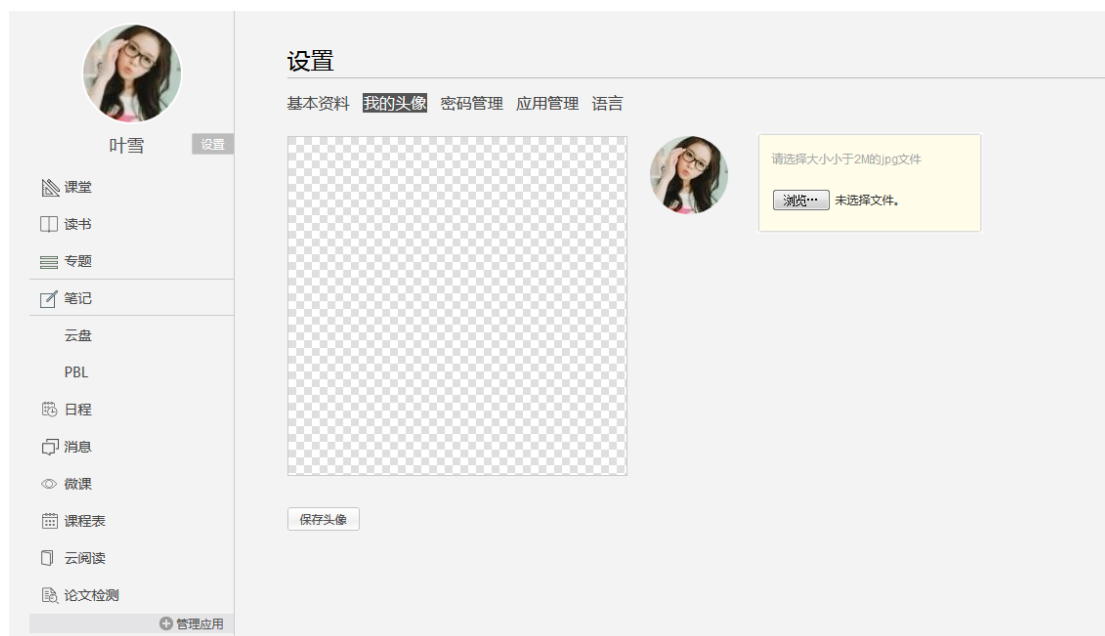 叶雪
设置
课堂
读书
专题
笔记
云盘
PBL
日程
消息
微课
课程表
云阅读
论文检测
管理应用
设置
基本资料 我的头像 密码管理 应用管理 语言
请选择大小小于2M的jpg文件
浏览… 未选择文件。
保存头像